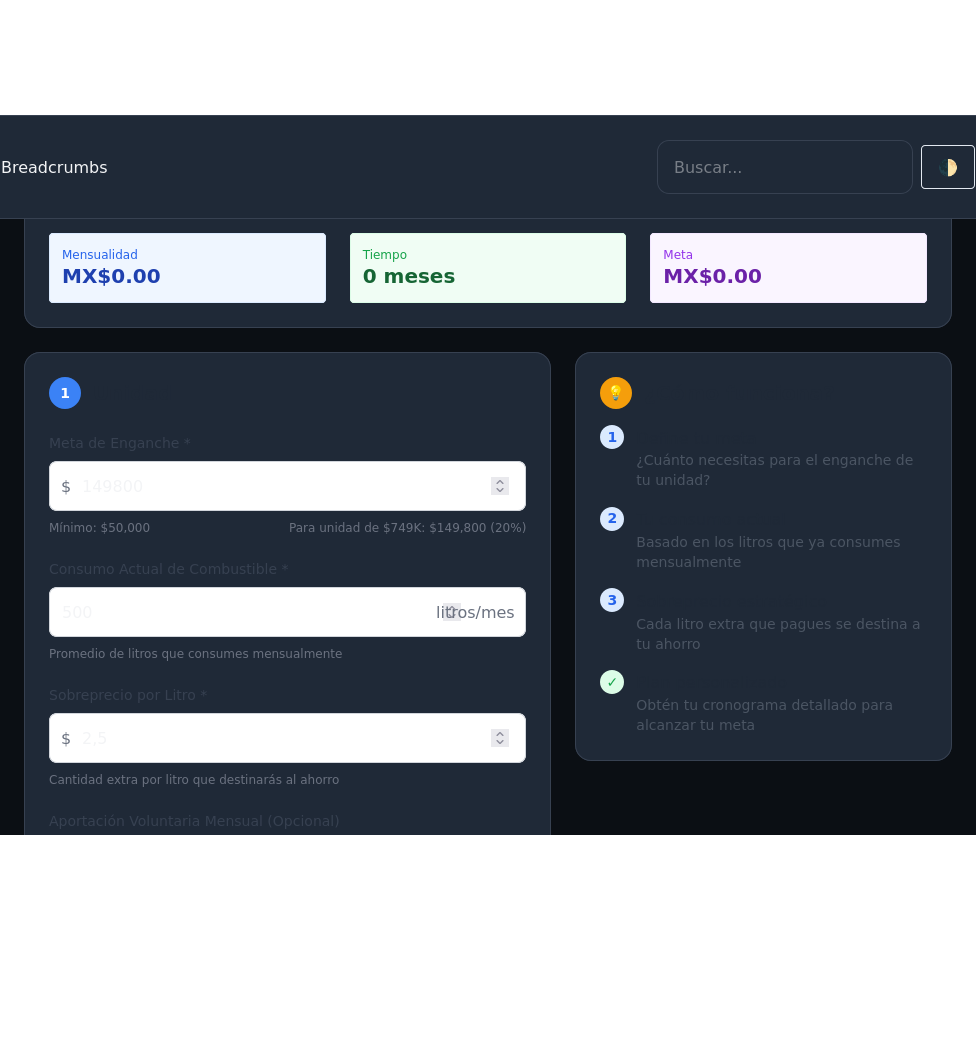 Breadcrumbs
Buscar...
Mensualidad
MX$0.00
Tiempo
0 meses
Meta
MX$0.00
1
Meta de Enganche *
$ 149800
Mínimo: $50,000
Para unidad de $749K: $149,800 (20%)
Consumo Actual de Combustible *
500
litros/mes
Promedio de litros que consumes mensualmente
Sobreprecio por Litro *
$ 2,5
Cantidad extra por litro que destinarás al ahorro
Aportación Voluntaria Mensual (Opcional)
1
¿Cuánto necesitas para el enganche de
tu unidad?
2
Basado en los litros que ya consumes
mensualmente
3
Cada litro extra que pagues se destina a
tu ahorro
✓
Obtén tu cronograma detallado para
alcanzar tu meta